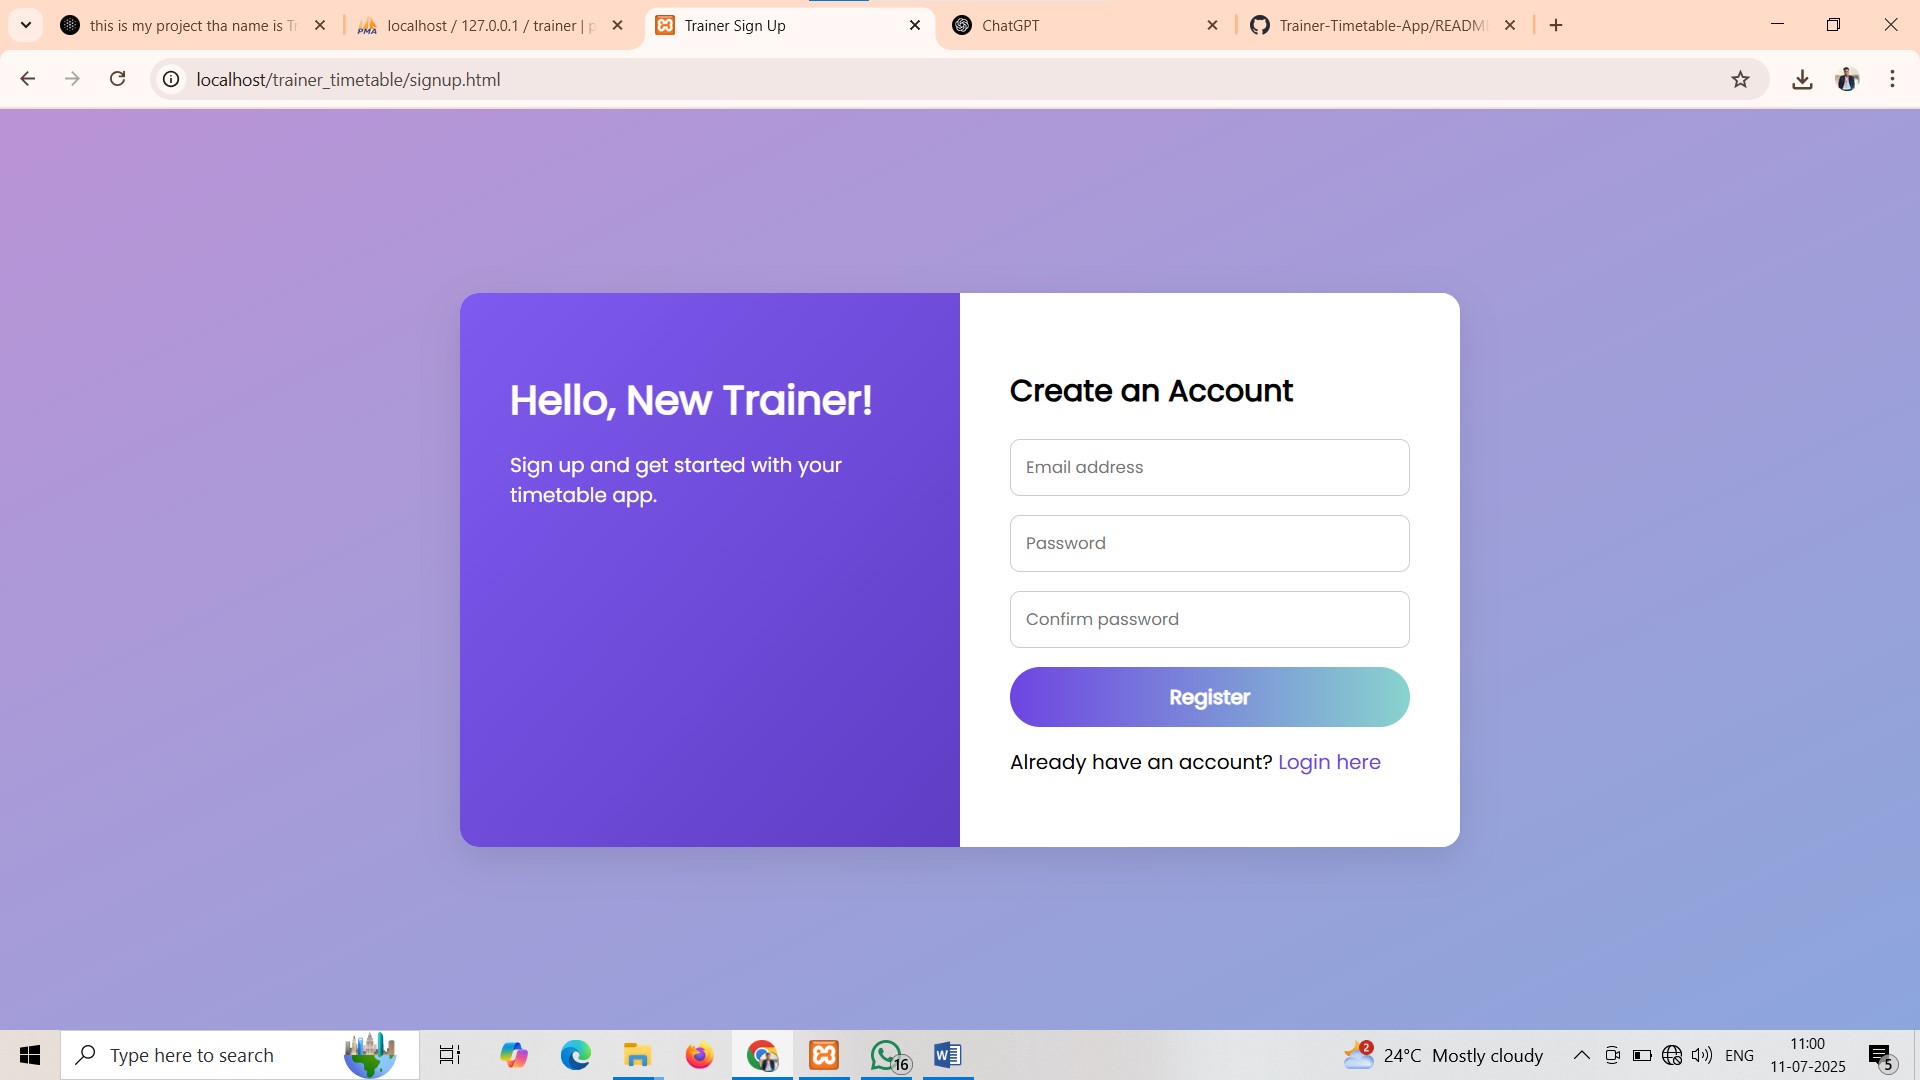 this is my project tha name is Tr
localhost / 127.0.0.1 / trainer | p
Trainer Sign Up
ChatGPT
Trainer-Timetable-App/README
localhost/trainer_timetable/signup.html
Hello, New Trainer!
Sign up and get started with your
timetable app.
Create an Account
Email address
Password
Confirm password
Register
Already have an account? Login here
Type here to search
16
2
24°C Mostly cloudy
ENG
11:00
11-07-2025
5